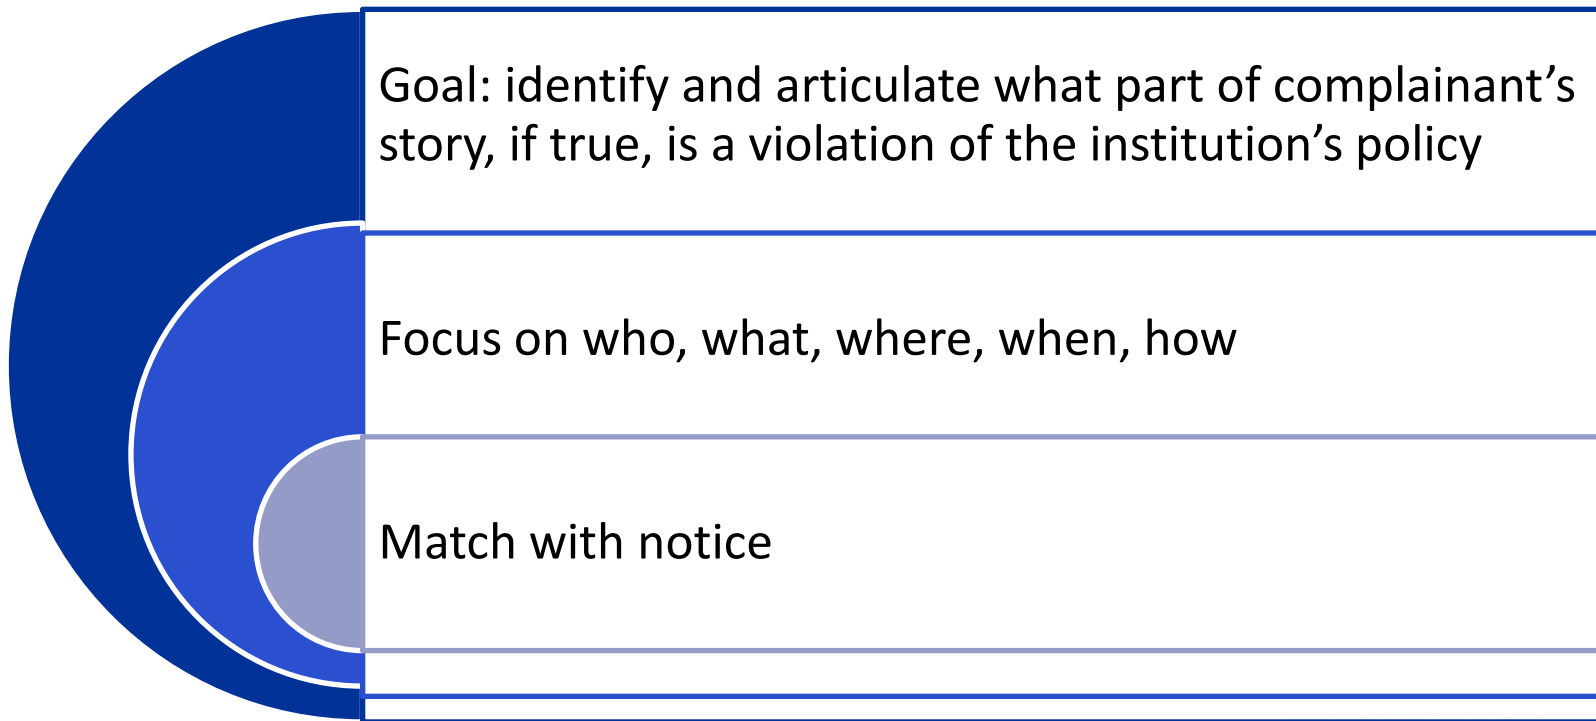 Goal: identify and articulate what part of complainant’s
story, if true, is a violation of the institution’s policy
Focus on who, what, where, when, how
Match with notice